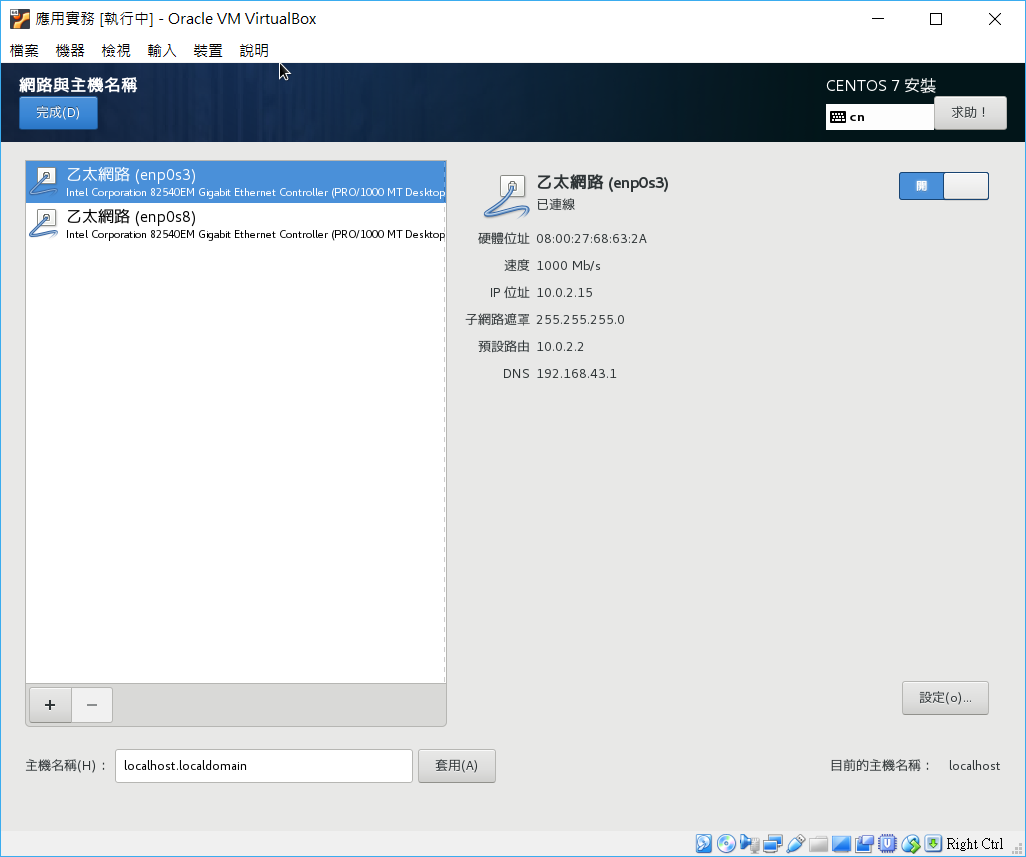 應用實務 [執行中] - Oracle VM VirtualBox
檔案 機器 檢視 輸入 裝置 說明
網路與主機名稱
CENTOS 7 安裝
完成(D)
cn
求助！
乙太網路 (enp0s3)
Intel Corporation 82540EM Gigabit Ethernet Controller (PRO/1000 MT Desktop
乙太網路 (enp0s8)
Intel Corporation 82540EM Gigabit Ethernet Controller (PRO/1000 MT Desktop
乙太網路 (enp0s3)
已連線
開
硬體位址 08:00:27:68:63:2A
速度 1000 Mb/s
IP 位址 10.0.2.15
子網路遮罩 255.255.255.0
預設路由 10.0.2.2
DNS 192.168.43.1
+ −
設定(o)...
主機名稱(H)： localhost.localdomain 套用(A) 目前的主機名稱： localhost
Right Ctrl